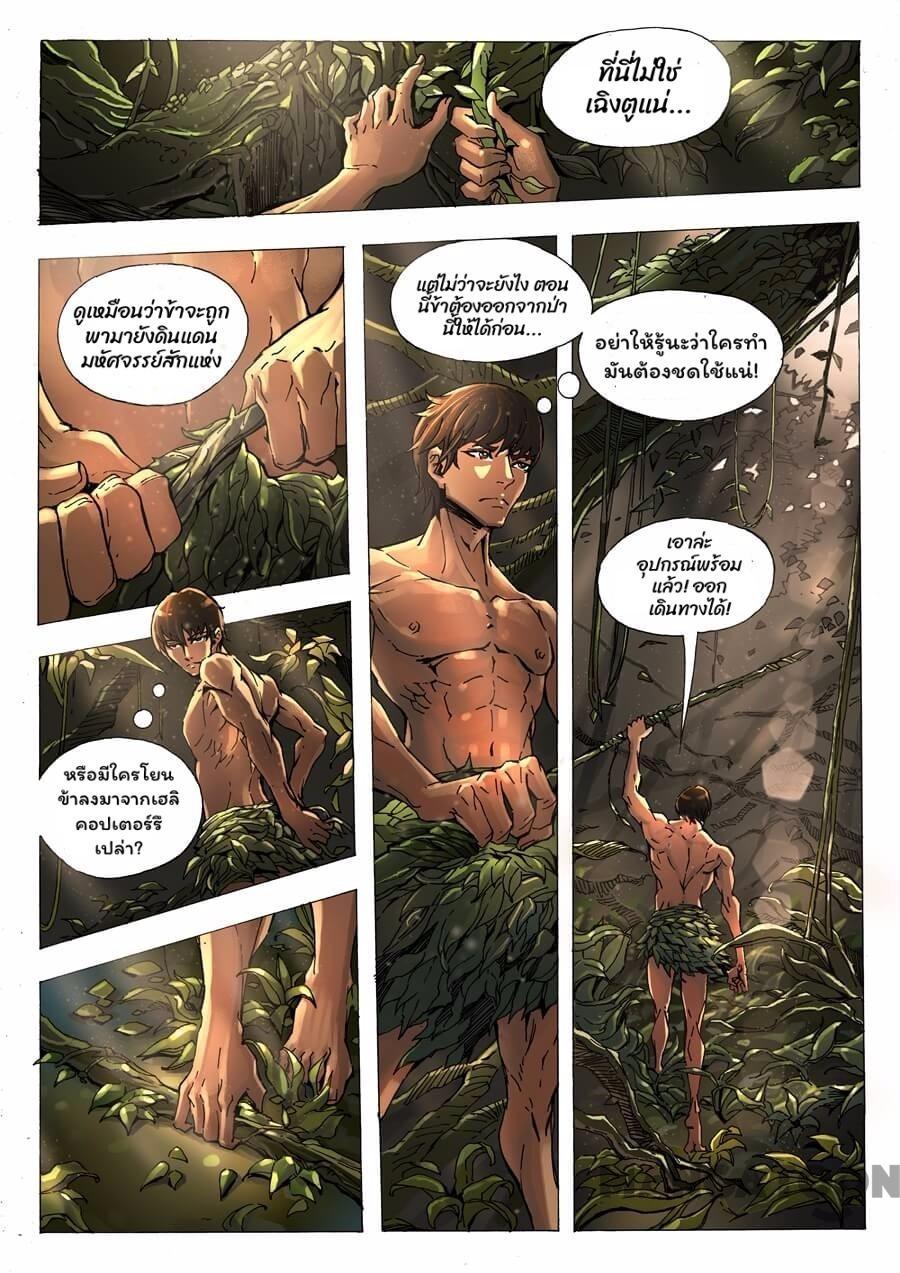 ที่นี่ไม่ใช่
เฉิงตูแน่...
ดูเหมือนว่าข้าจะถูก
พามายังดินแดน
มหัศจรรย์สักแห่ง
หรือมีใครโยน
ข้าลงมาจากเฮลิ
คอปเตอร์รึ
เปล่า?
แต่ไม่ว่าจะยังไง ตอน
นี้ข้าต้องออกจากป่า
นี้ให้ได้ก่อน...
อย่าให้รู้นะว่าใครทำ
มันต้องชดใช้แน่!
เอาล่ะ
อุปกรณ์พร้อม
แล้ว! ออก
เดินทางได้!